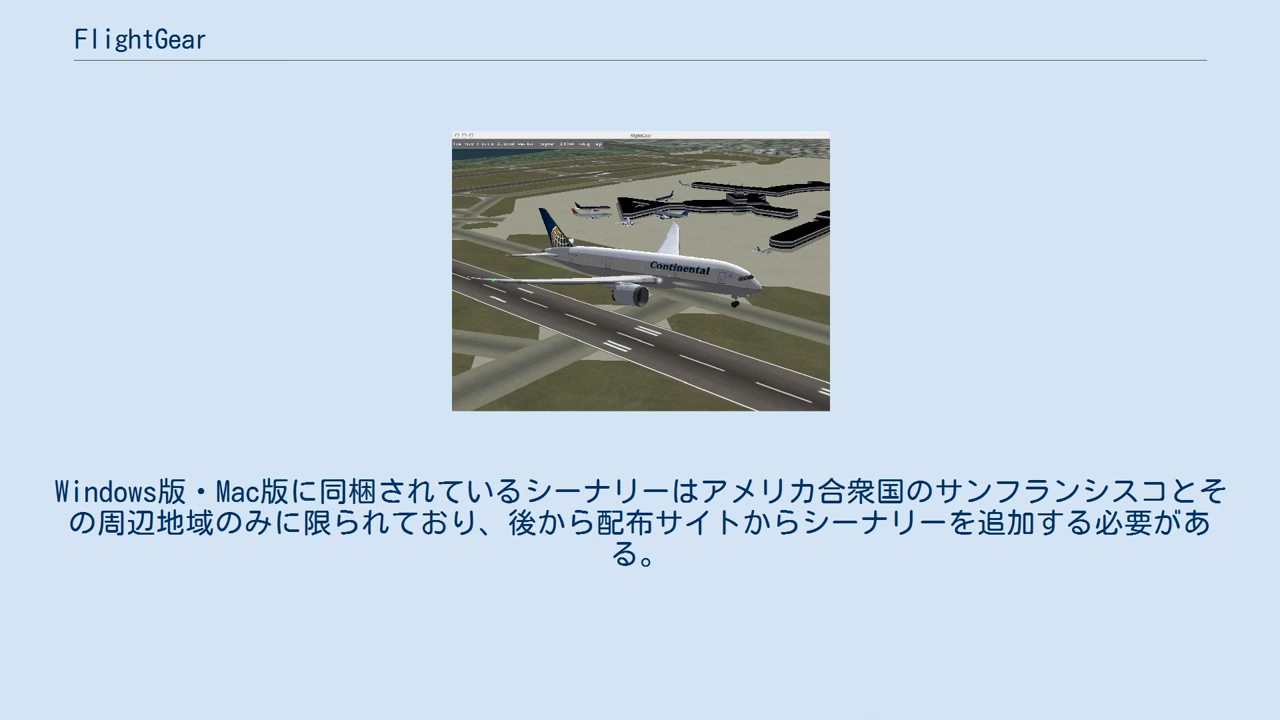 FlightGear
FlightGear
Continental
Windows版・Mac版に同梱されているシーナリーはアメリカ合衆国のサンフランシスコとそ
の周辺地域のみに限られており、後から配布サイトからシーナリーを追加する必要があ
る。